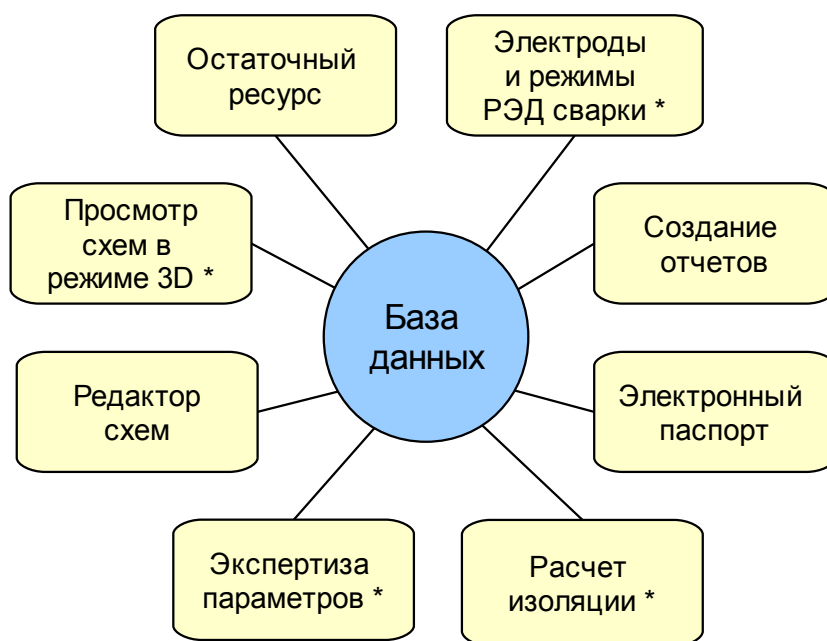 Остаточный
ресурс
Электроды
и режимы
РЭД сварки *
Просмотр
схем в
режиме 3D *
Создание
отчетов
База
данных
Редактор
схем
Электронный
паспорт
Экспертиза
параметров *
Расчет
изоляции *